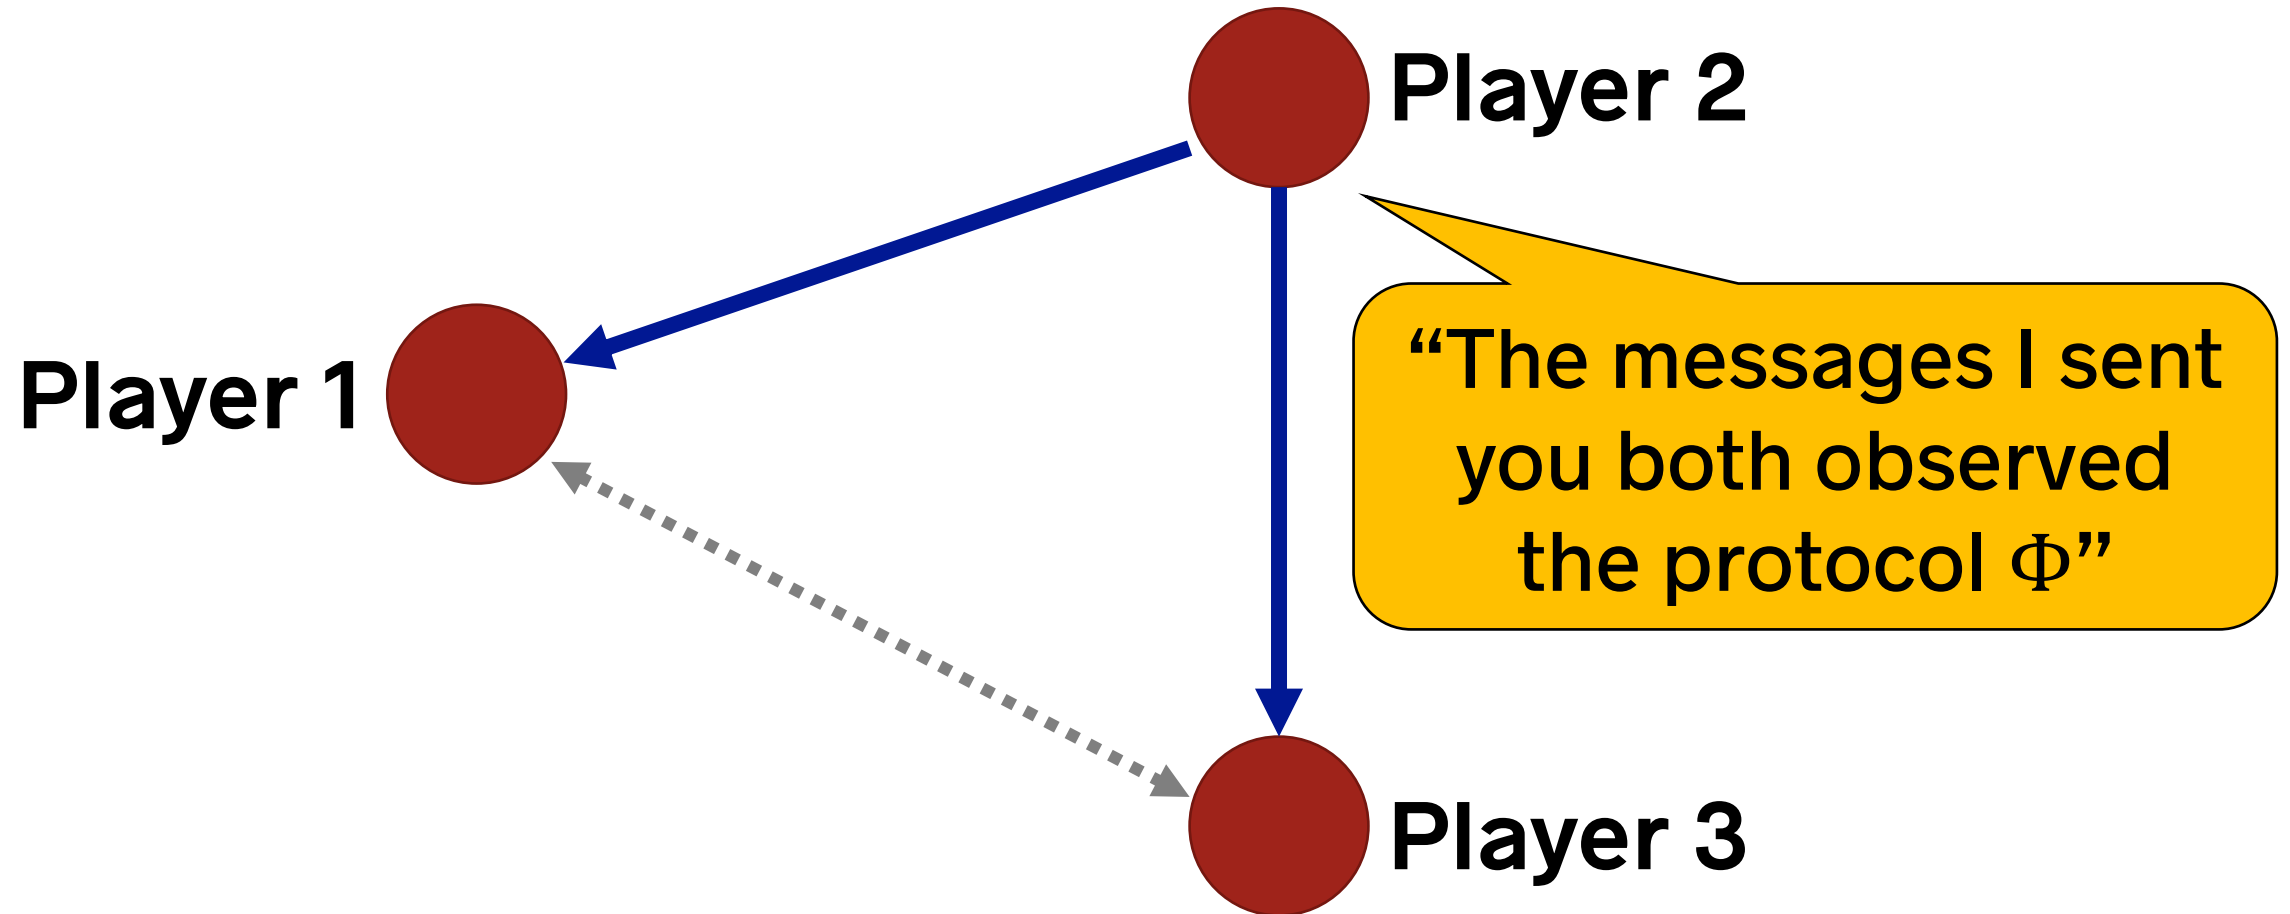 Player 2
Player 1
“The messages I sent
you both observed
the protocol Φ”
Player 3